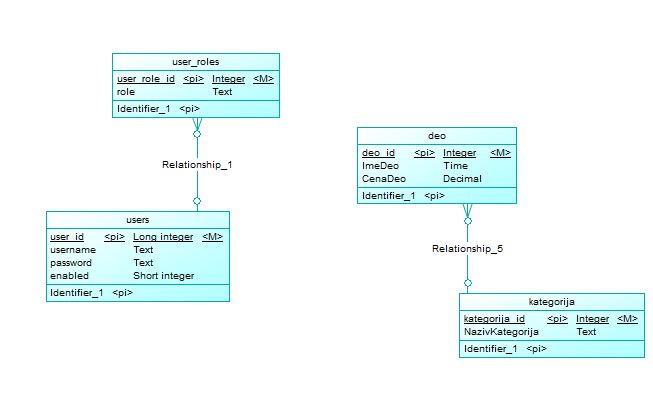 user_roles
user_role_id <pi> Integer <M>
role Text
Identifier_1 <pi>
Relationship_1
users
user_id <pi> Long integer <M>
username Text
password Text
enabled Short integer
Identifier_1 <pi>
deo
deo_id <pi> Integer <M>
ImeDeo Time
CenaDeo Decimal
Identifier_1 <pi>
Relationship_5
kategorija
kategorija_id <pi> Integer <M>
NazivKategorija Text
Identifier_1 <pi>